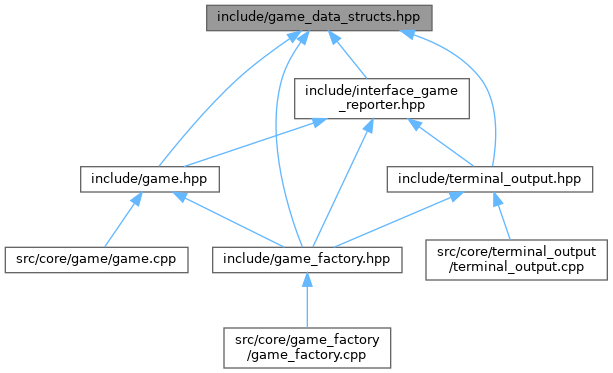 include/game_data_structs.hpp
include/interface_game
_reporter.hpp
include/game.hpp
include/terminal_output.hpp
src/core/game/game.cpp
include/game_factory.hpp
src/core/terminal_output
/terminal_output.cpp
src/core/game_factory
/game_factory.cpp